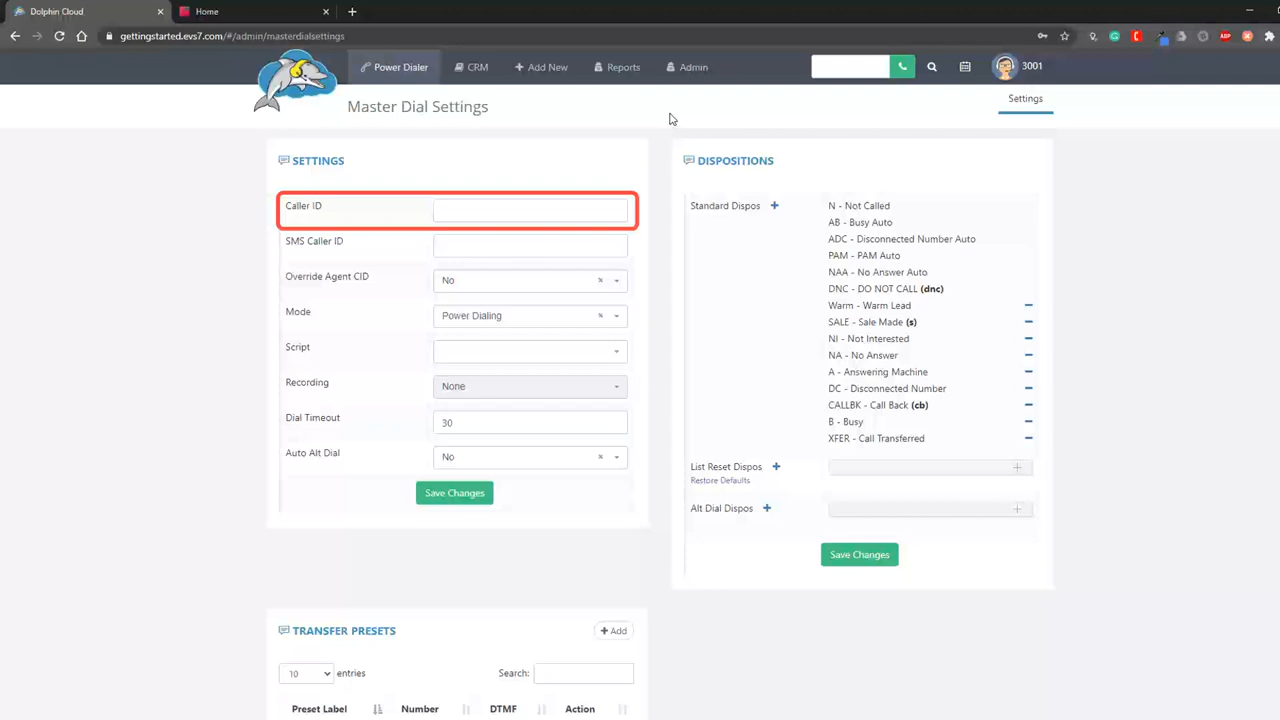 Dolphin Cloud
Home
gettingstarted.evs7.com/#/admin/masterdialsettings
ABP
Power Dialer
CRM
Add New
Reports
Admin
3001
Master Dial Settings
Settings
SETTINGS
Caller ID
SMS Caller ID
Override Agent CID
No
Mode
Power Dialing
Script
Recording
None
Dial Timeout
30
Auto Alt Dial
No
Save Changes
DISPOSITIONS
Standard Dispos
N - Not Called
AB - Busy Auto
ADC - Disconnected Number Auto
PAM - PAM Auto
NAA - No Answer Auto
DNC - DO NOT CALL (dnc)
Warm - Warm Lead
SALE - Sale Made (s)
NI - Not Interested
NA - No Answer
A - Answering Machine
DC - Disconnected Number
CALLBK - Call Back (cb)
B - Busy
XFER - Call Transferred
List Reset Dispos
Restore Defaults
Alt Dial Dispos
Save Changes
TRANSFER PRESETS
Add
10 entries
Search:
Preset Label Number DTMF Action